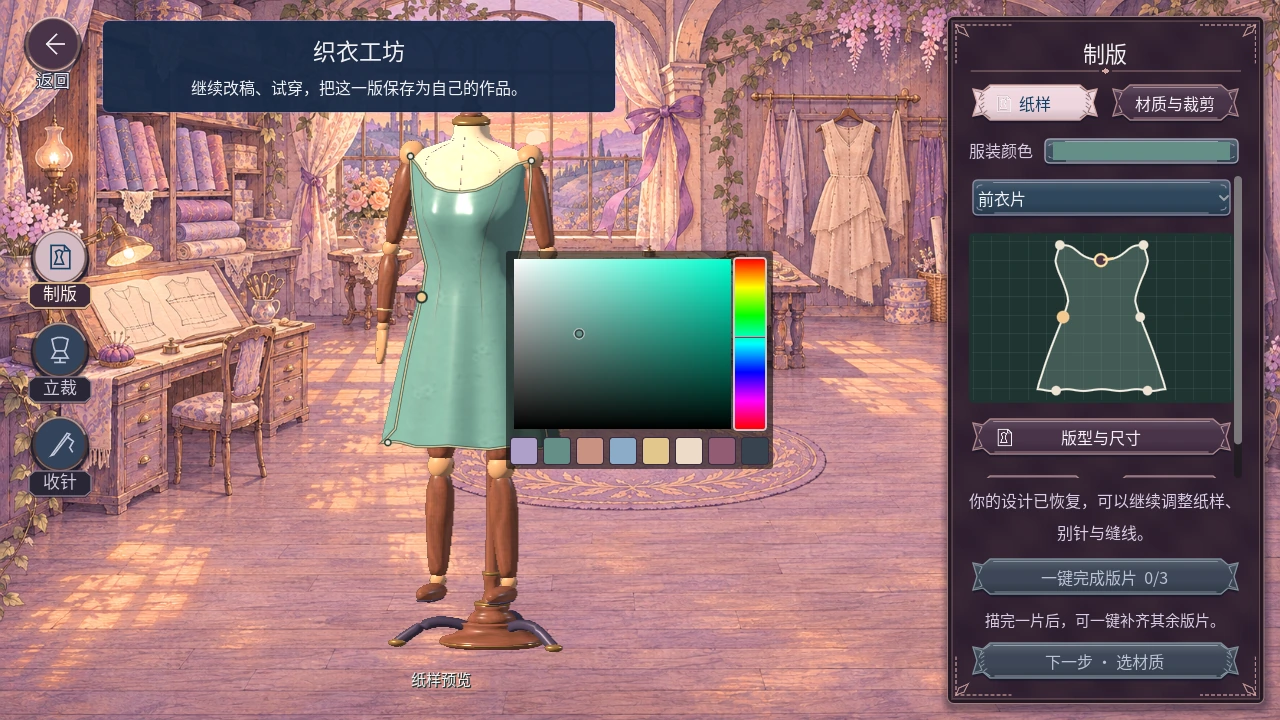 返回
织衣工坊
继续改稿、试穿，把这一版保存为自己的作品。
制版
立裁
收针
纸样预览
制版
纸样
材质与裁剪
服装颜色
前衣片
版型与尺寸
你的设计已恢复，可以继续调整纸样、
别针与缝线。
一键完成版片 0/3
描完一片后，可一键补齐其余版片。
下一步 · 选材质